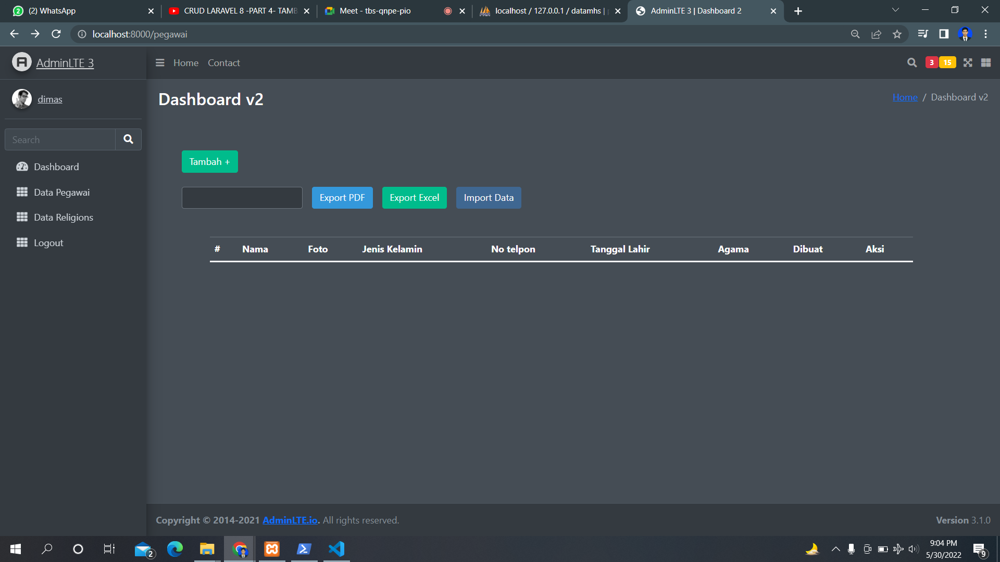 (2) WhatsApp
CRUD LARAVEL 8 -PART 4- TAMB
Meet - tbs-qnpe-pio
localhost / 127.0.0.1 / datamhs |
AdminLTE 3 | Dashboard 2
localhost:8000/pegawai
AdminLTE 3
Home
Contact
3
15
dimas
Dashboard v2
Home / Dashboard v2
Search
Dashboard
Data Pegawai
Data Religions
Logout
Tambah +
Export PDF
Export Excel
Import Data
# Nama Foto Jenis Kelamin No telpon Tanggal Lahir Agama Dibuat Aksi
Copyright © 2014-2021 AdminLTE.io. All rights reserved.
Version 3.1.0
2
9:04 PM
5/30/2022
9